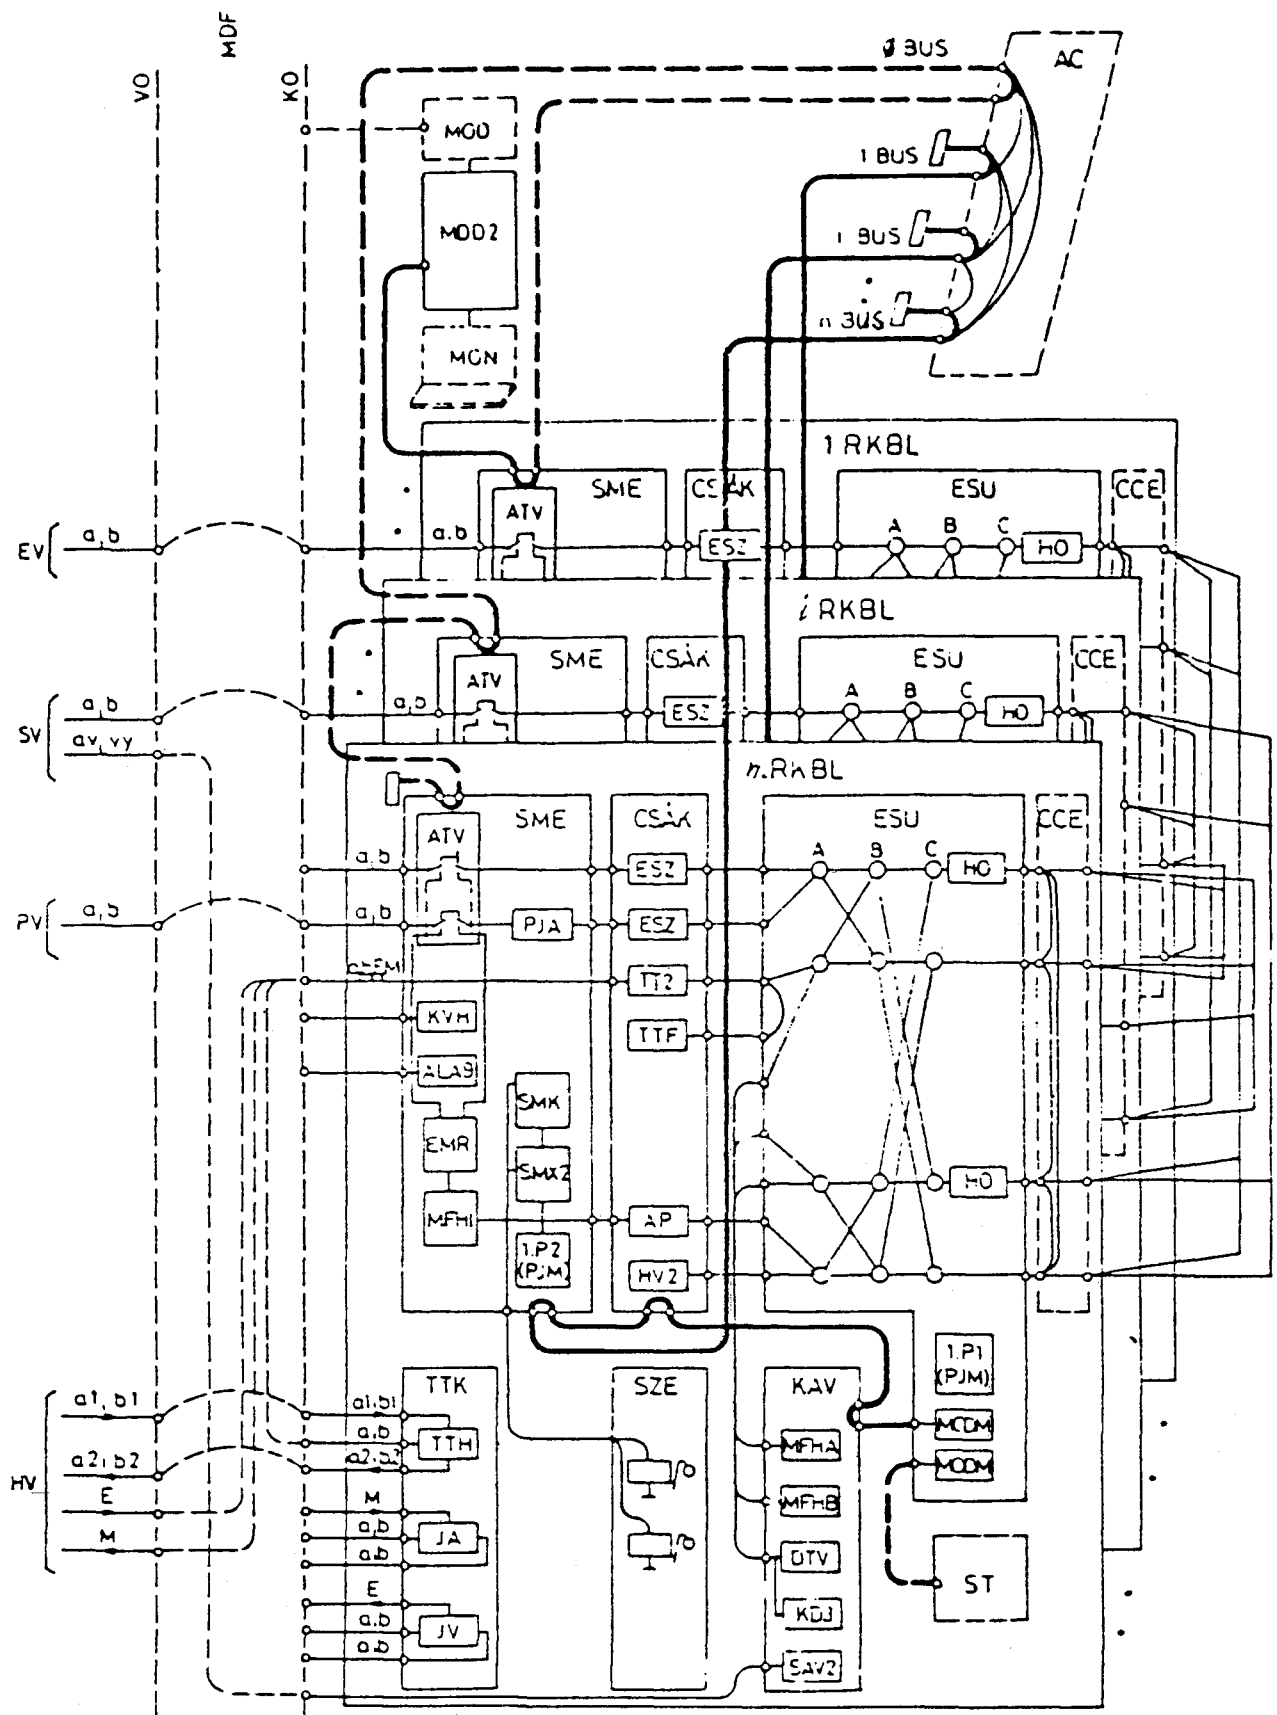 MDF
VO
KO
BUS
AC
MOD
1 BUS
MOD2
BUS
n BUS
MGN
1 RKBL
SME
CSÁK
ESU
CCE
ATV
EV
a,b
a.b
ESZ
A
B
C
HO
i RKBL
SME
CSÁK
ESU
CCE
ATV
SV
a,b
a,b
ESZ
A
B
C
HO
av, vy
n.RKBL
SME
CSÁK
ESU
CCE
ATV
a,b
ESZ
A
B
C
HO
PV
a,b
a,b
PJA
ESZ
TT2
KVH
TTF
ALA9
SMK
EMR
SMX2
HO
MFH1
AP
1.P2
(PJM)
HV2
1.P1
(PJM)
TTK
SZE
KAV
a1, b1
a1,b1
a,b
TTH
MFHA
MODM
HV
a2, b2
a2,b2
MODM
E
M
MFHB
M
a,b
JA
DTV
a.b
ST
E
KD3
a,b
JV
a.b
SAV2